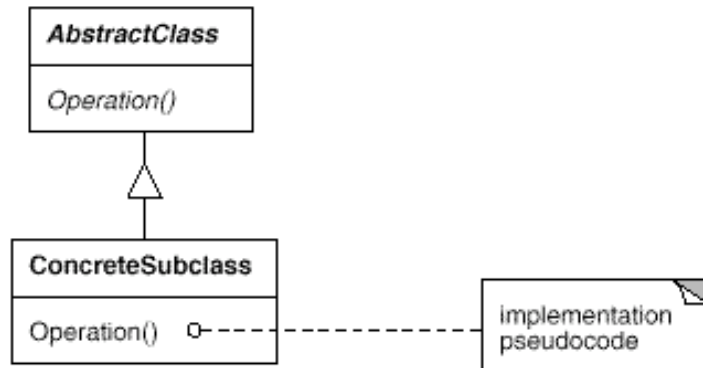 AbstractClass
Operation()
ConcreteSubclass
Operation()
implementation
pseudocode